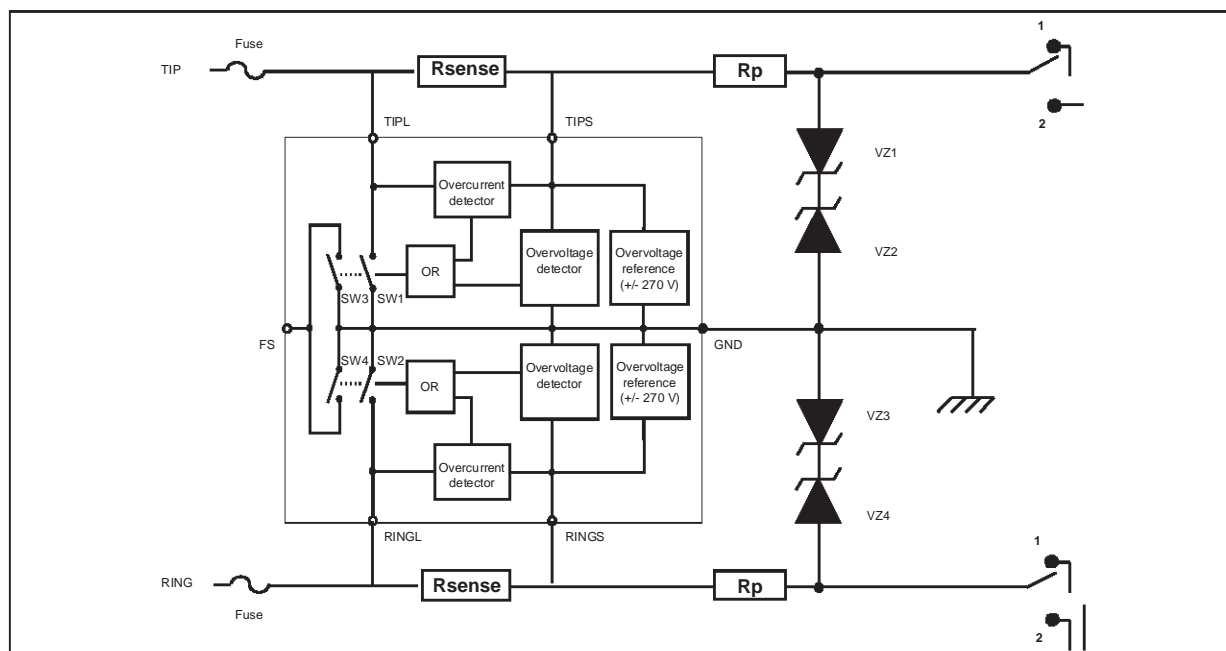 Fuse
1
TIP
Rsense
Rp
2
TIPL
TIPS
VZ1
Overcurrent
detector
VZ2
OR
Overvoltage
detector
Overvoltage
reference
(+/- 270 V)
SW3
SW1
FS
GND
SW4
SW2
OR
Overvoltage
detector
Overvoltage
reference
(+/- 270 V)
VZ3
Overcurrent
detector
VZ4
RINGL
RINGS
1
RING
Rsense
Rp
Fuse
2